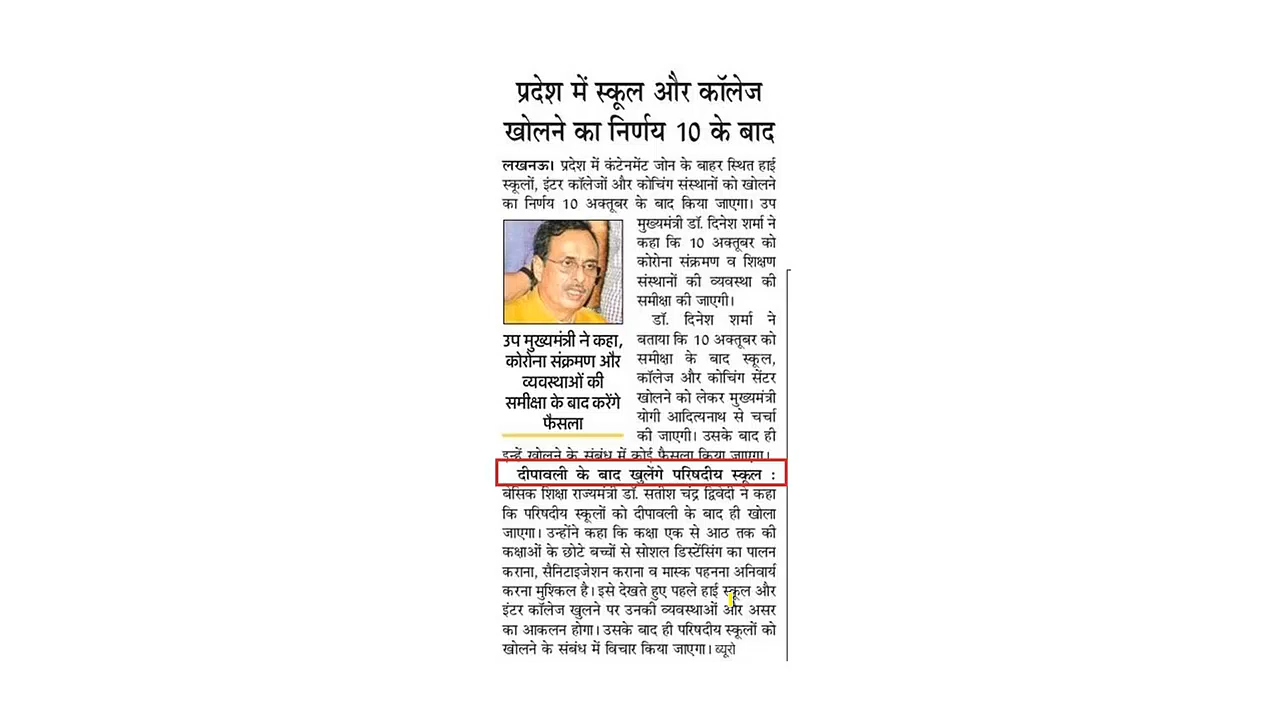 प्रदेश में स्कूल और कॉलेज
खोलने का निर्णय 10 के बाद
लखनऊ। प्रदेश में कंटेनमेंट जोन के बाहर स्थित हाई
स्कूलों, इंटर कॉलेजों और कोचिंग संस्थानों को खोलने
का निर्णय 10 अक्तूबर के बाद किया जाएगा। उप
मुख्यमंत्री डॉ. दिनेश शर्मा ने
कहा कि 10 अक्तूबर को
कोरोना संक्रमण व शिक्षण
संस्थानों की व्यवस्था की
समीक्षा की जाएगी।
डॉ. दिनेश शर्मा ने
बताया कि 10 अक्तूबर को
समीक्षा के बाद स्कूल,
कॉलेज और कोचिंग सेंटर
खोलने को लेकर मुख्यमंत्री
योगी आदित्यनाथ से चर्चा
की जाएगी। उसके बाद ही
इन्हें खोलने के संबंध में कोई फैसला किया जाएगा।
उप मुख्यमंत्री ने कहा,
कोरोना संक्रमण और
व्यवस्थाओं की
समीक्षा के बाद करेंगे
फैसला
दीपावली के बाद खुलेंगे परिषदीय स्कूल :
बेसिक शिक्षा राज्यमंत्री डॉ. सतीश चंद्र द्विवेदी ने कहा
कि परिषदीय स्कूलों को दीपावली के बाद ही खोला
जाएगा। उन्होंने कहा कि कक्षा एक से आठ तक की
कक्षाओं के छोटे बच्चों से सोशल डिस्टेंसिंग का पालन
कराना, सैनिटाइजेशन कराना व मास्क पहनना अनिवार्य
करना मुश्किल है। इसे देखते हुए पहले हाई स्कूल और
इंटर कॉलेज खुलने पर उनकी व्यवस्थाओं और असर
का आकलन होगा। उसके बाद ही परिषदीय स्कूलों को
खोलने के संबंध में विचार किया जाएगा। ब्यूरो